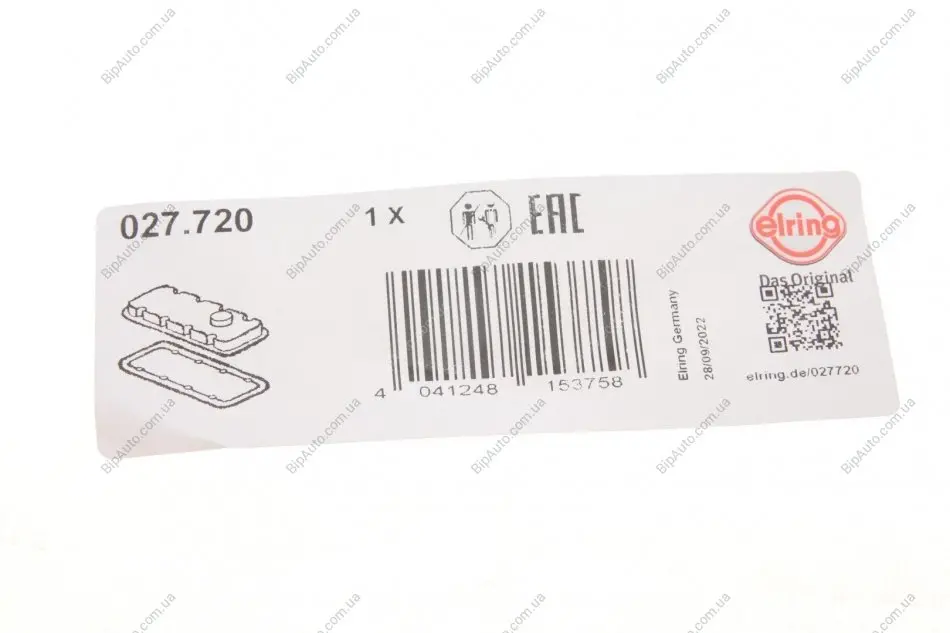 027.720
1 X
EAC
elring
Das Original
4 041248 153758
Elring Germany
28/09/2022
elring.de/027720
BipAuto.com.ua